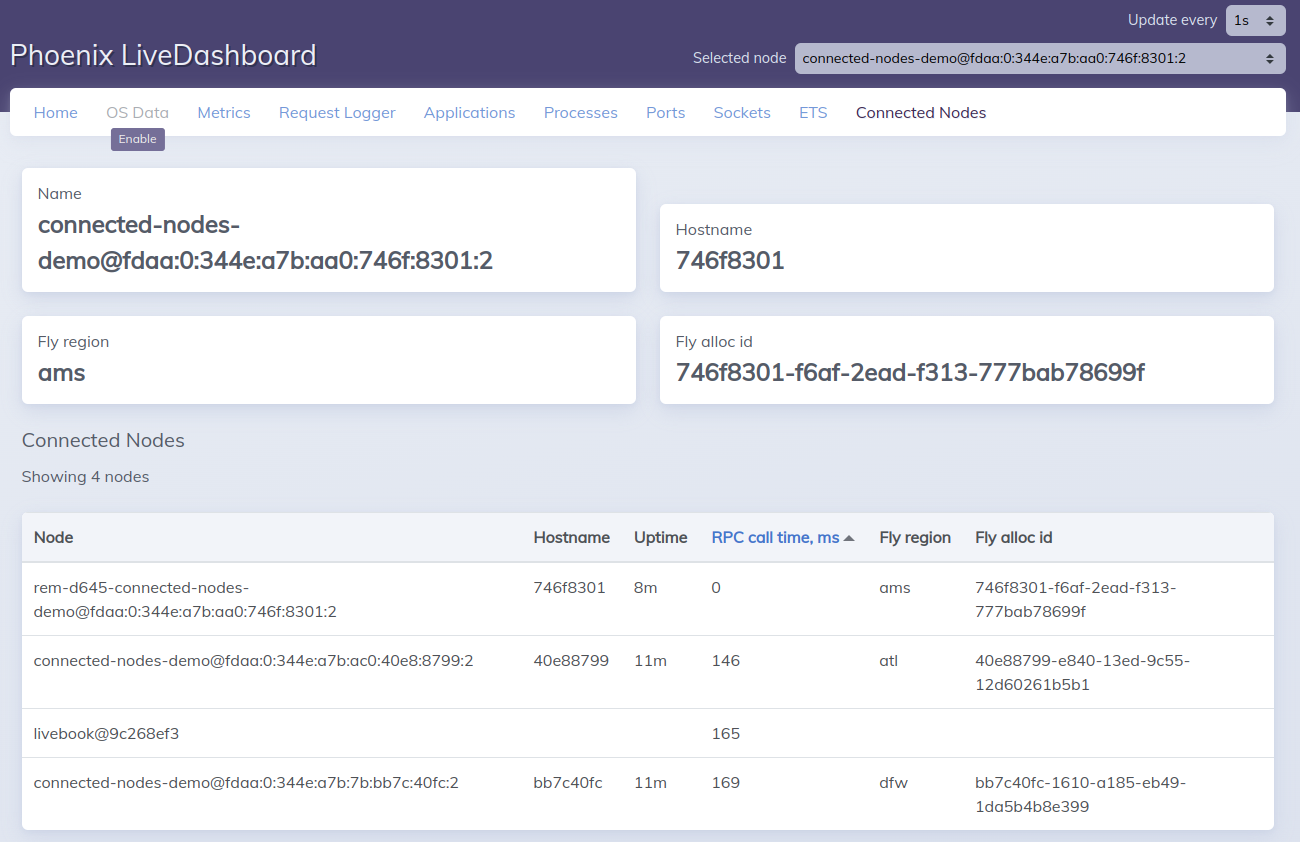 Update every 1s
Phoenix LiveDashboard
Selected node connected-nodes-demo@fdaa:0:344e:a7b:aa0:746f:8301:2
Home OS Data Metrics Request Logger Applications Processes Ports Sockets ETS Connected Nodes
Enable
Name
connected-nodes-
demo@fdaa:0:344e:a7b:aa0:746f:8301:2
Hostname
746f8301
Fly region
ams
Fly alloc id
746f8301-f6af-2ead-f313-777bab78699f
Connected Nodes
Showing 4 nodes
Node Hostname Uptime RPC call time, ms Fly region Fly alloc id
rem-d645-connected-nodes- 746f8301 8m 0 ams 746f8301-f6af-2ead-f313-
demo@fdaa:0:344e:a7b:aa0:746f:8301:2 777bab78699f
connected-nodes-demo@fdaa:0:344e:a7b:ac0:40e8:8799:2 40e88799 11m 146 atl 40e88799-e840-13ed-9c55-
12d60261b5b1
livebook@9c268ef3 165
connected-nodes-demo@fdaa:0:344e:a7b:7b:bb7c:40fc:2 bb7c40fc 11m 169 dfw bb7c40fc-1610-a185-eb49-
1da5b4b8e399